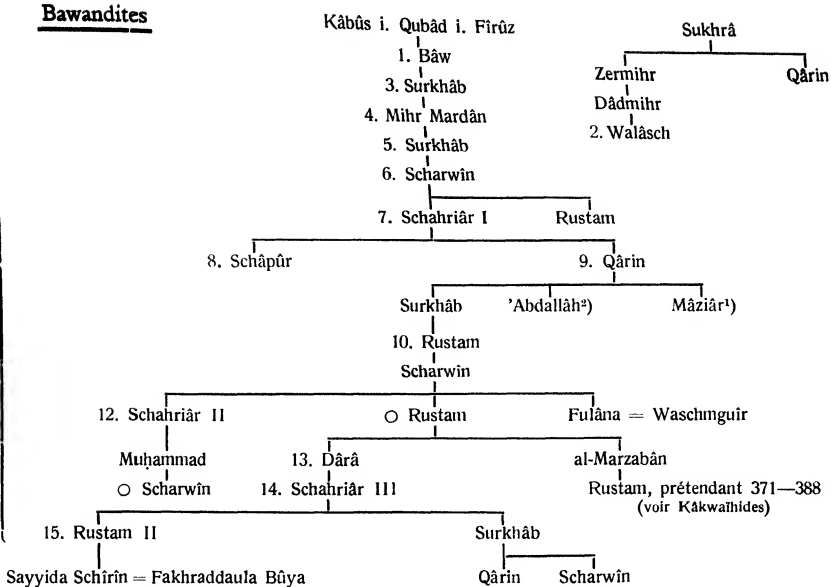 Bawandites
Kâbûs i. Qubâd i. Fîrûz
Sukhrâ
1. Bâw
Zermihr Qârin
3. Surkhâb
Dâdmihr
4. Mihr Mardân
2. Walâsch
5. Surkhâb
6. Scharwîn
7. Schahriâr I Rustam
8. Schâpûr 9. Qârin
Surkhâb ’Abdallâh²) Mâziâr¹)
10. Rustam
Scharwîn
12. Schahriâr II ○ Rustam Fulâna = Waschmguîr
Muḥammad 13. Dârâ al-Marzabân
○ Scharwîn 14. Schahriâr III Rustam, prétendant 371—388
(voir Kâkwaïhides)
15. Rustam II Surkhâb
Sayyida Schîrîn = Fakhraddaula Bûya Qârin Scharwîn